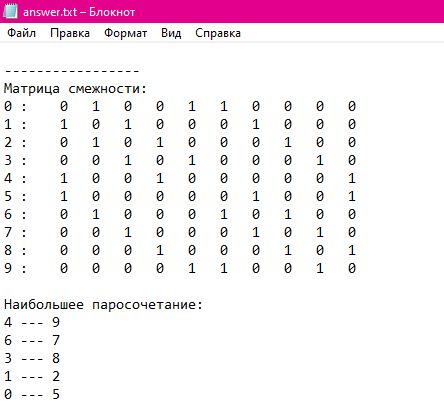 answer.txt – Блокнот
Файл Правка Формат Вид Справка
-----------------
Матрица смежности:
0 : 0 1 0 0 1 1 0 0 0 0
1 : 1 0 1 0 0 0 1 0 0 0
2 : 0 1 0 1 0 0 0 1 0 0
3 : 0 0 1 0 1 0 0 0 1 0
4 : 1 0 0 1 0 0 0 0 0 1
5 : 1 0 0 0 0 0 1 0 0 1
6 : 0 1 0 0 0 1 0 1 0 0
7 : 0 0 1 0 0 0 1 0 1 0
8 : 0 0 0 1 0 0 0 1 0 1
9 : 0 0 0 0 1 1 0 0 1 0
Наибольшее паросочетание:
4 --- 9
6 --- 7
3 --- 8
1 --- 2
0 --- 5